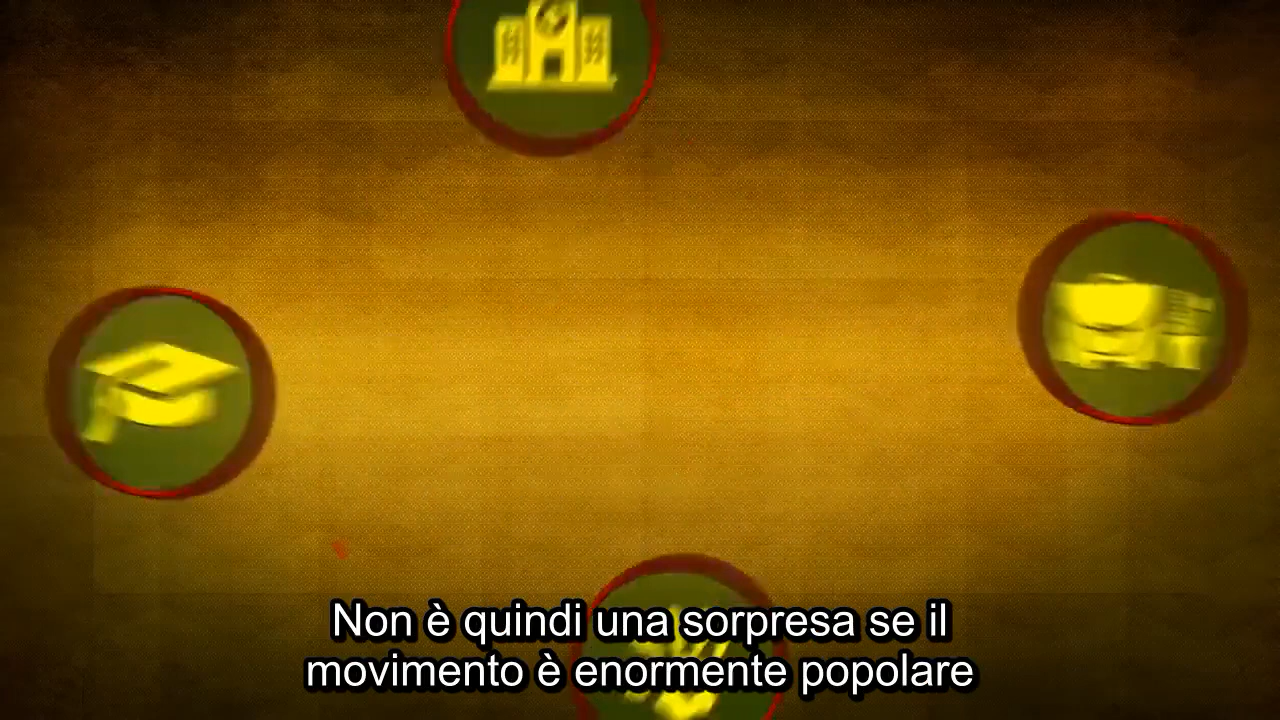 Non è quindi una sorpresa se il
movimento è enormemente popolare